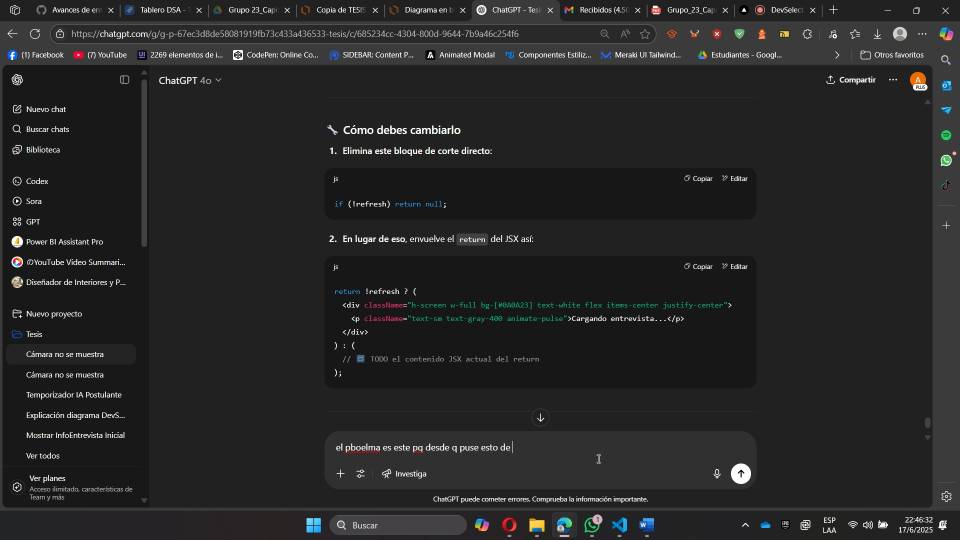 Avances de en
Tablero DSA - T
Grupo 23_Cap
Copia de TESIS
Diagrama en b
ChatGPT - Tesi
Recibidos (4.50
Grupo_23_Cap
DevSelect
https://chatgpt.com/g/g-p-67ec3d8de58081919fb73c433a436533-tesis/c/685234cc-4304-800d-9644-7b9a46c254f6
(1) Facebook
(7) YouTube
2269 elementos de i...
CodePen: Online Co...
SIDEBAR: Content P...
Animated Modal
Componentes Estiliz...
Meraki UI Tailwind...
Estudiantes - Googl...
Otros favoritos
ChatGPT 4o
Compartir
PLUS
Nuevo chat
Buscar chats
Biblioteca
Codex
Sora
GPT
Power BI Assistant Pro
YouTube Video Summari...
Diseñador de Interiores y P...
Nuevo proyecto
Tesis
Cámara no se muestra
Cámara no se muestra
Temporizador IA Postulante
Explicación diagrama DevS...
Mostrar InfoEntrevista Inicial
Ver todos
Ver planes
Acceso ilimitado, características de
Team y más
Cómo debes cambiarlo
1. Elimina este bloque de corte directo:
js
Copiar
Editar
if (!refresh) return null;
2. En lugar de eso, envuelve el return del JSX así:
js
Copiar
Editar
return !refresh ? (
<div className="h-screen w-full bg-[#0A0A23] text-white flex items-center justify-center">
<p className="text-sm text-gray-400 animate-pulse">Cargando entrevista...</p>
</div>
) : (
// TODO el contenido JSX actual del return
);
el pboelma es este pq desde q puse esto de
Investiga
ChatGPT puede cometer errores. Comprueba la información importante.
Buscar
1
ESP
LAA
22:46:32
17/6/2025